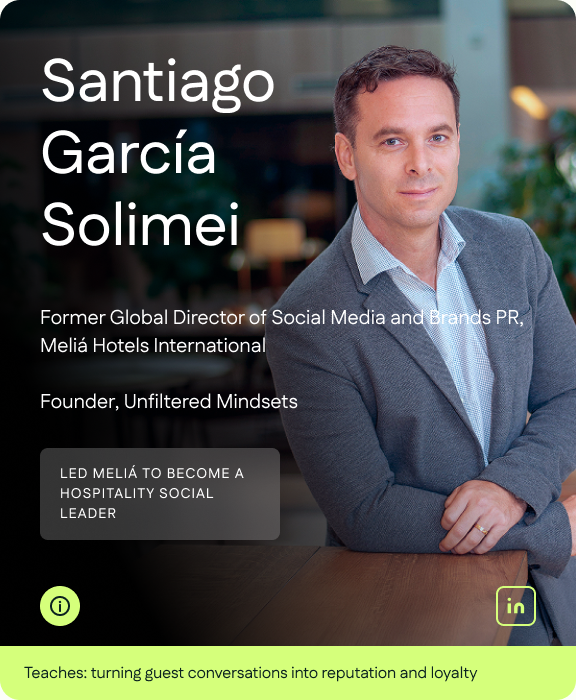 Santiago
García
Solimei
Former Global Director of Social Media and Brands PR,
Meliá Hotels International
Founder, Unfiltered Mindsets
LED MELIÁ TO BECOME A
HOSPITALITY SOCIAL
LEADER
in
Teaches: turning guest conversations into reputation and loyalty